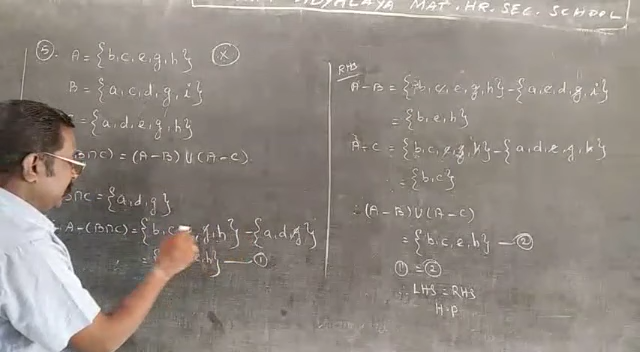 VIDYALAYA MAT. HR. SEC. SCHOOL
⑤ A = {b, c, e, g, h} (X)
B = {a, c, d, g, i}
= {a, d, e, g, h}
B∩C) = (A-B) ∪ (A-C).
B∩C = {a, d, g}
A-(B∩C) = {b, c, e, g, h} - {a, d, g}
= { e, h} —— ①
RHS
A-B = {b, c, e, g, h} - {a, c, d, g, i}
= {b, e, h}
A-C = {b, c, e, g, h} - {a, d, e, g, h}
= {b, c}
∴ (A-B) ∪ (A-C)
= {b, c, e, h} —— ②
① = ②
∴ LHS = RHS
H.P.